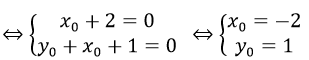 ⇔ { x₀ + 2 = 0 ⇔ { x₀ = −2
y₀ + x₀ + 1 = 0 y₀ = 1